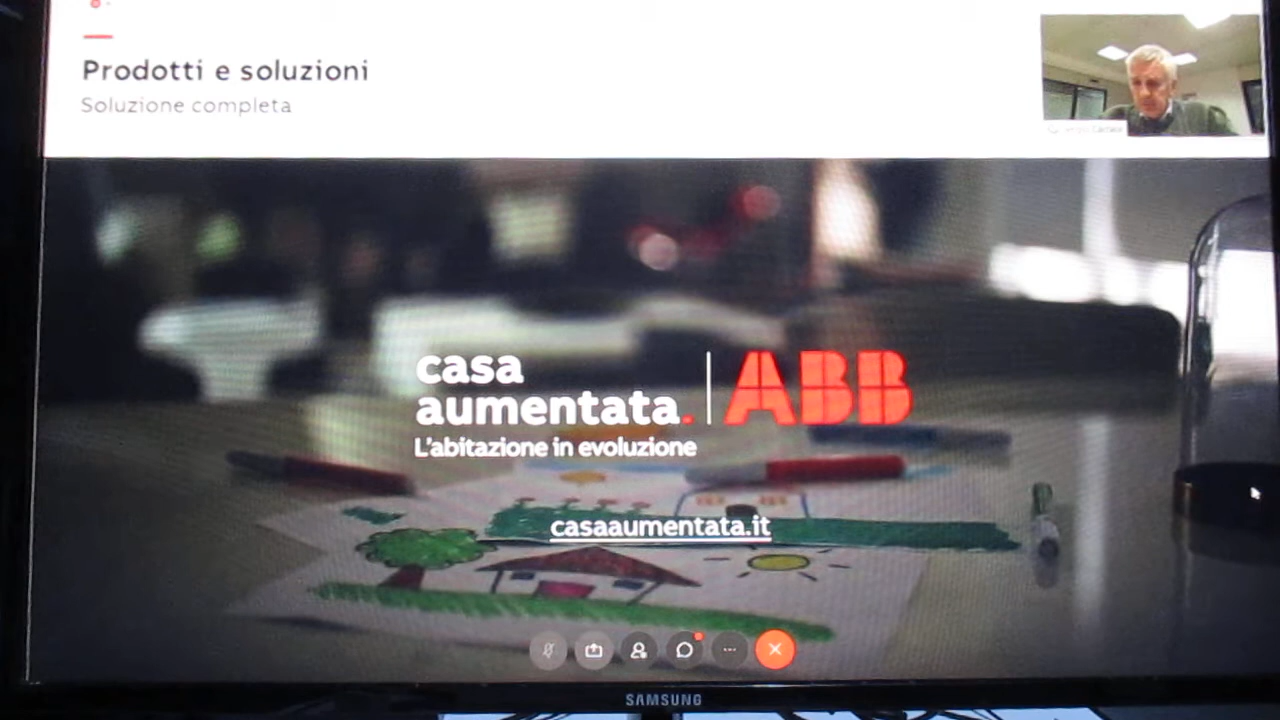 Prodotti e soluzioni
Soluzione completa
casa
aumentata.
ABB
L'abitazione in evoluzione
casaaumentata.it
SAMSUNG